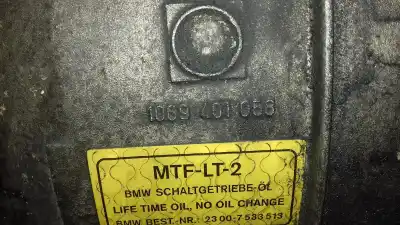 1069 401 056
MTF-LT-2
BMW SCHALTGETRIEBE-ÖL
LIFE TIME OIL, NO OIL CHANGE
BMW BEST.-NR.: 23 00-7 533 513